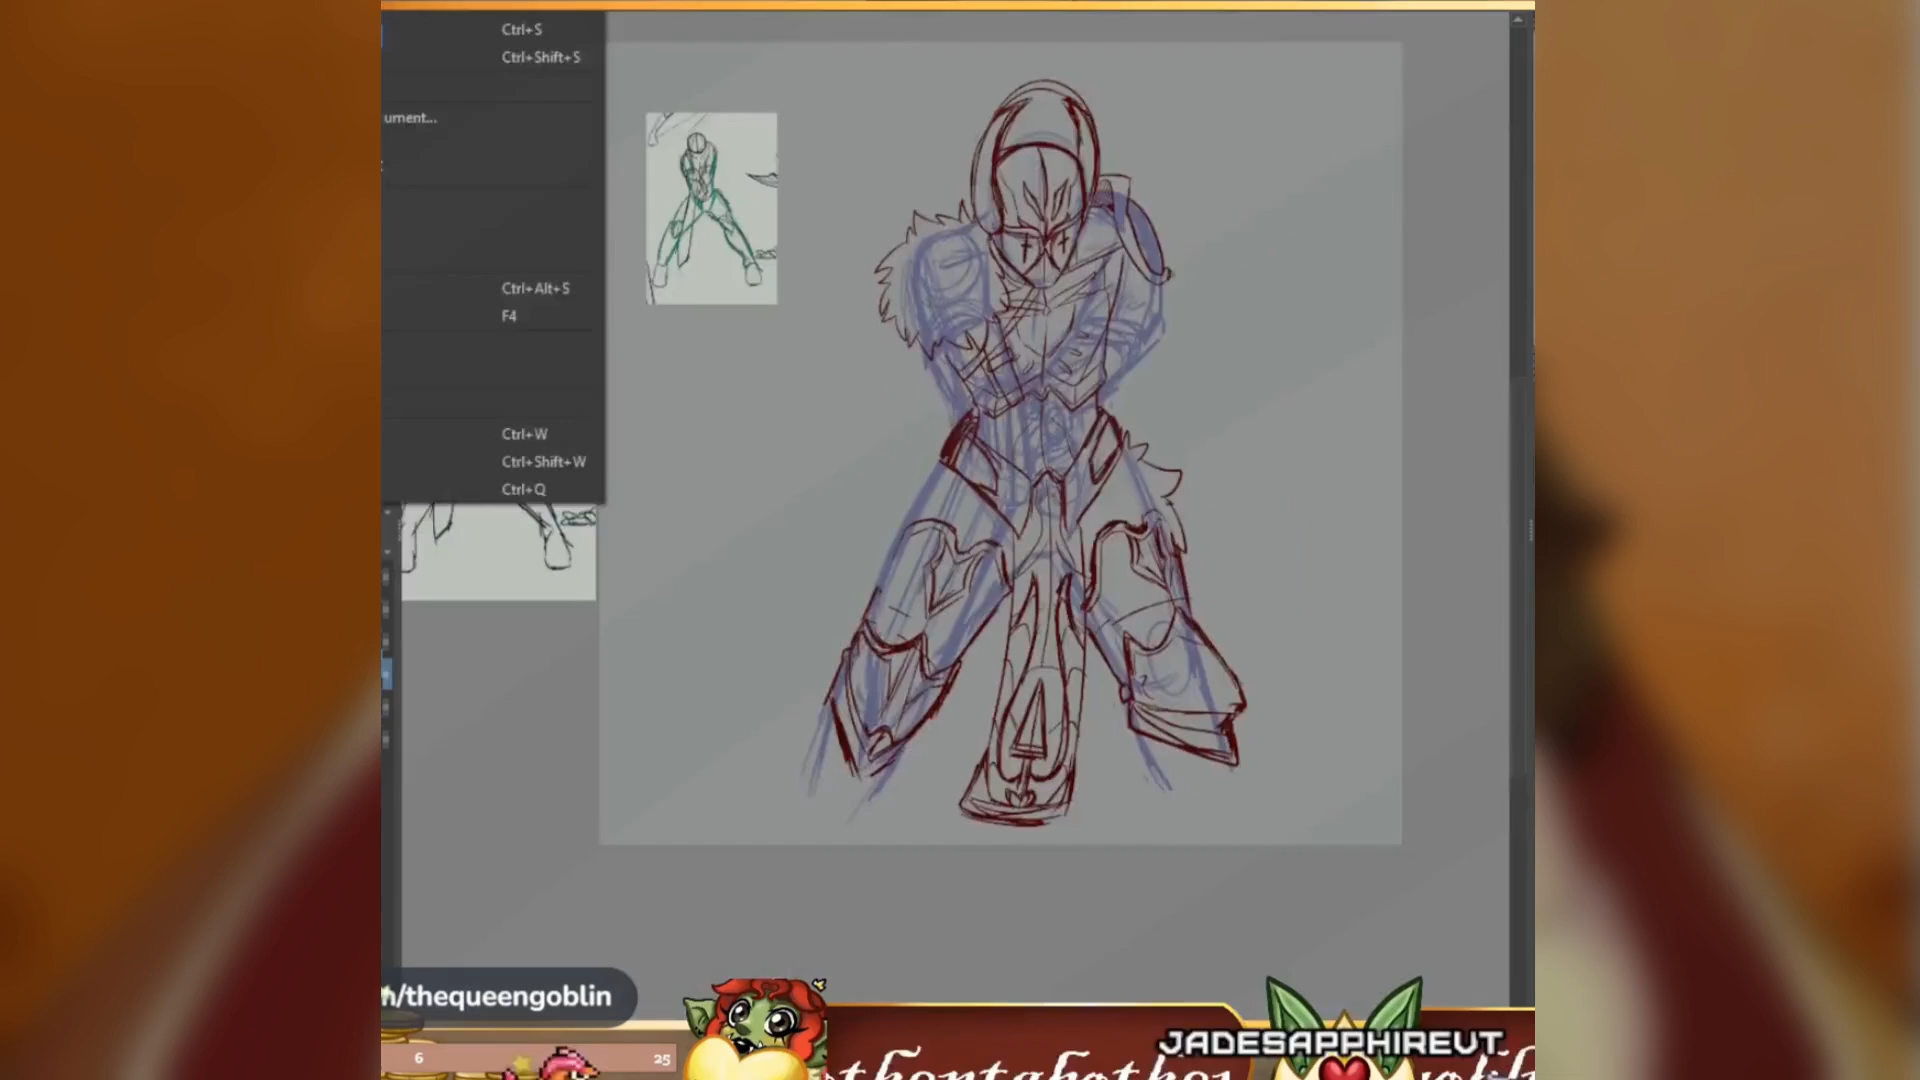 Ctrl+S
Ctrl+Shift+S
ument...
Ctrl+Alt+S
F4
Ctrl+W
Ctrl+Shift+W
Ctrl+Q
/thequeengoblin
JADESAPPHIREVT
6
25